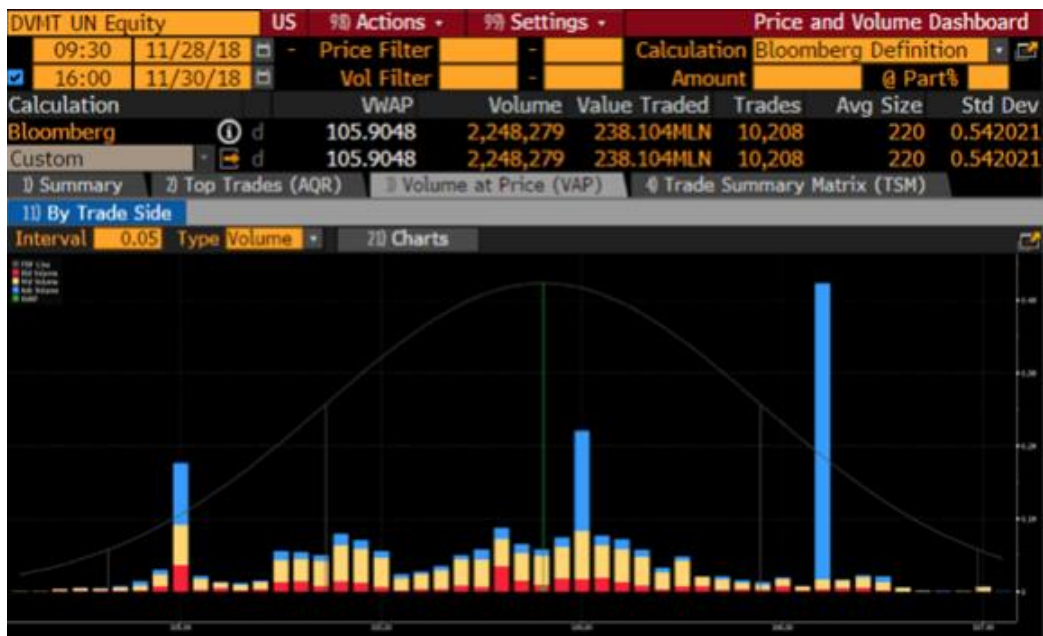 DVMT UN Equity US 98) Actions 99) Settings Price and Volume Dashboard
09:30 11/28/18 - Price Filter - Calculation Bloomberg Definition
16:00 11/30/18 Vol Filter - Amount @ Part%
Calculation VWAP Volume Value Traded Trades Avg Size Std Dev
Bloomberg d 105.9048 2,248,279 238.104MLN 10,208 220 0.542021
Custom d 105.9048 2,248,279 238.104MLN 10,208 220 0.542021
1) Summary 2) Top Trades (AQR) 3) Volume at Price (VAP) 4) Trade Summary Matrix (TSM)
11) By Trade Side
Interval 0.05 Type Volume 21) Charts